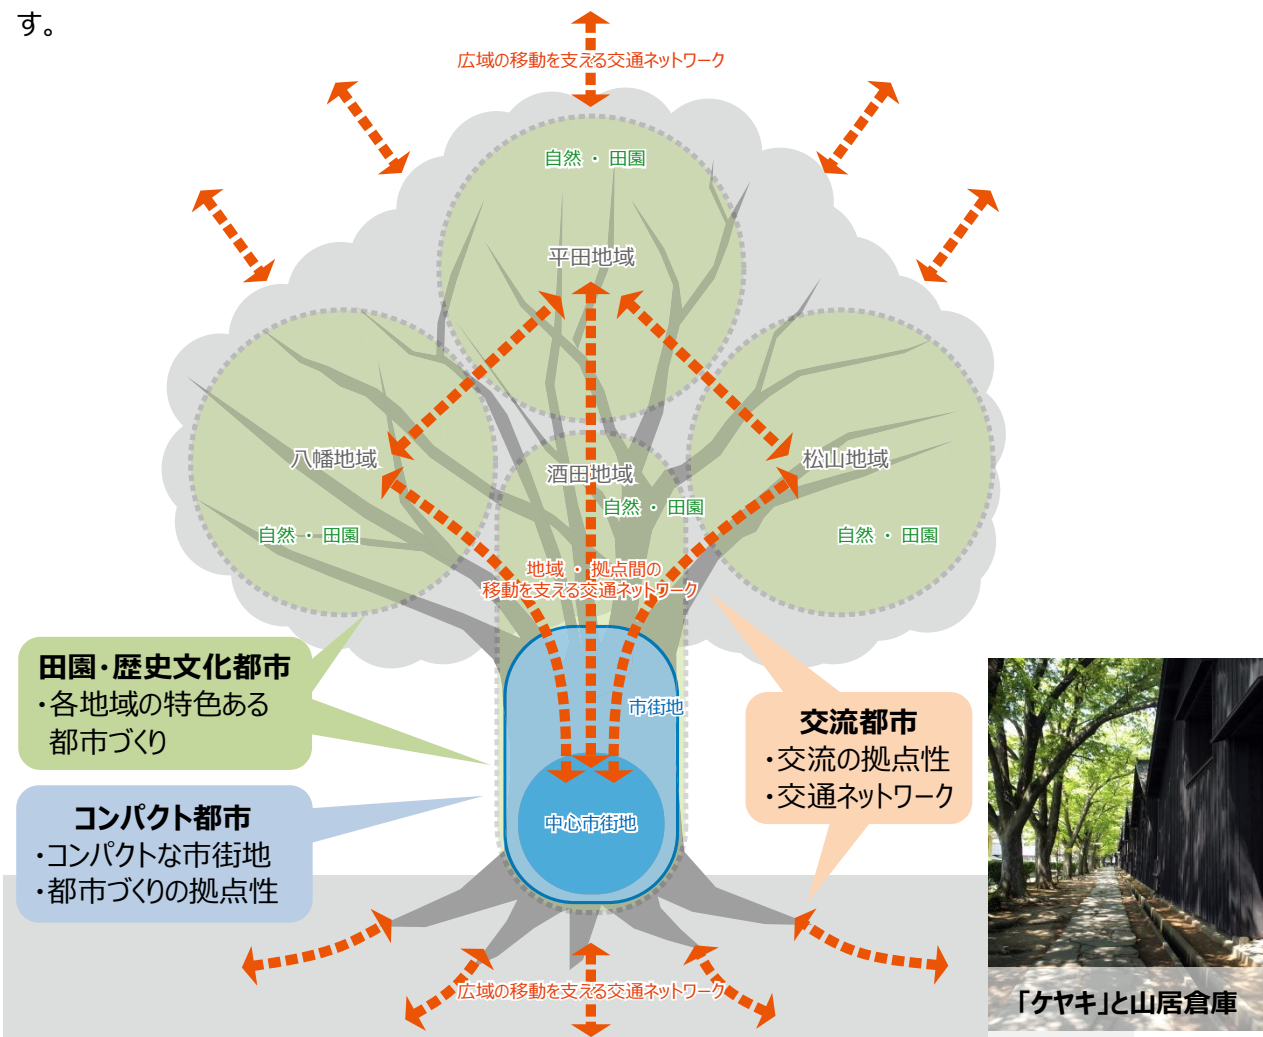 す。
広域の移動を支える交通ネットワーク
自然 ・ 田園
平田地域
八幡地域
酒田地域
松山地域
自然 ・ 田園
自然 ・ 田園
自然 ・ 田園
地域 ・ 拠点間の
移動を支える交通ネットワーク
田園・歴史文化都市
・各地域の特色ある
都市づくり
市街地
交流都市
・交流の拠点性
・交通ネットワーク
コンパクト都市
・コンパクトな市街地
・都市づくりの拠点性
中心市街地
広域の移動を支える交通ネットワーク
「ケヤキ」と山居倉庫